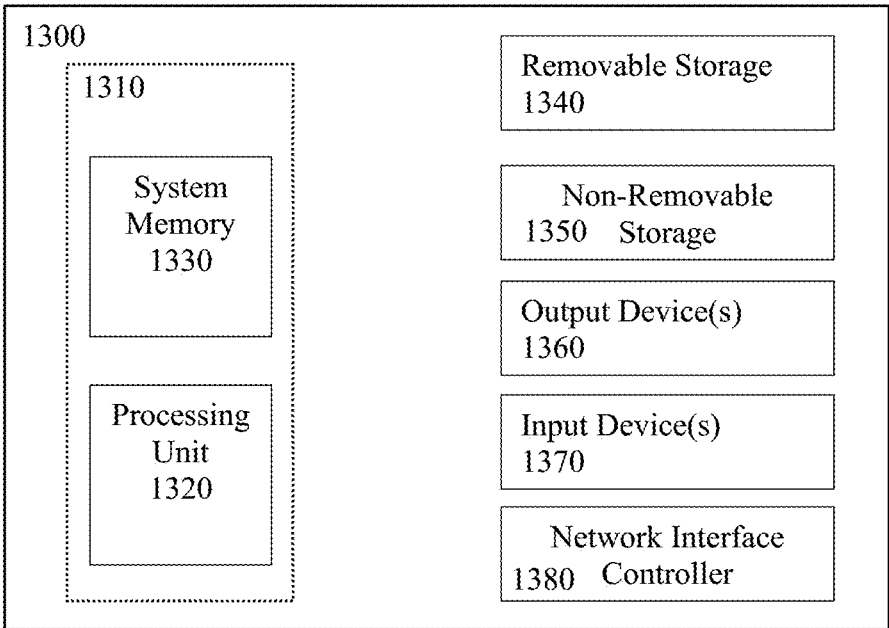 1300
1310
System
Memory
1330
Processing
Unit
1320
Removable Storage
1340
Non-Removable
1350 Storage
Output Device(s)
1360
Input Device(s)
1370
Network Interface
1380 Controller